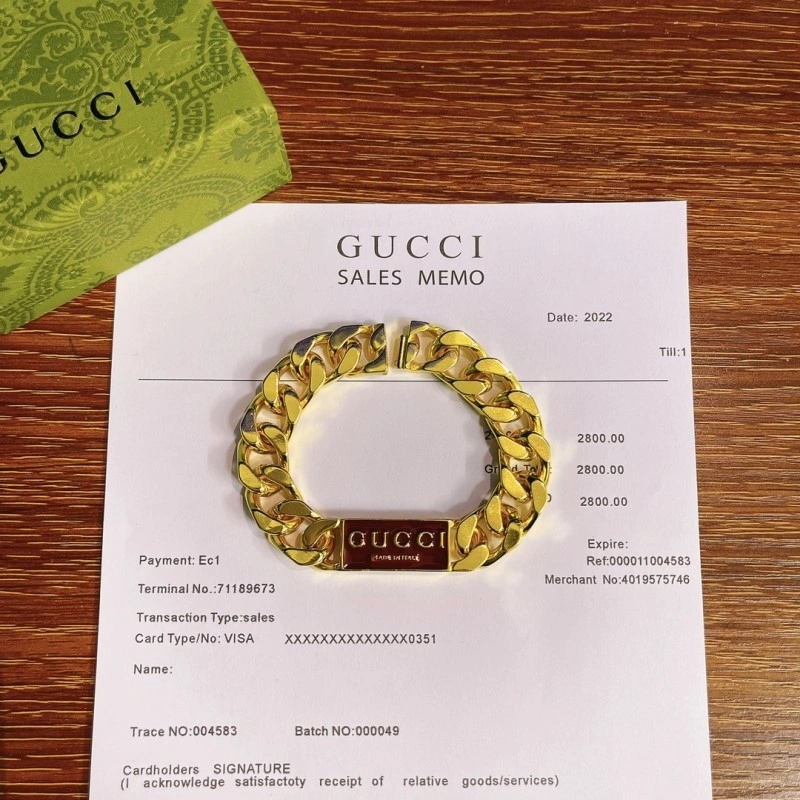 GUCCI
GUCCI
SALES MEMO
Date: 2022
Till:1
2800.00
2800.00
2800.00
GUCCI
Expire:
Payment: Ec1
Ref:000011004583
Merchant No:4019575746
Terminal No.:71189673
Transaction Type:sales
Card Type/No: VISA XXXXXXXXXXXXXXX0351
Name:
Trace NO:004583 Batch NO:000049
Cardholders SIGNATURE
(I acknowledge satisfactoty receipt of relative goods/services)